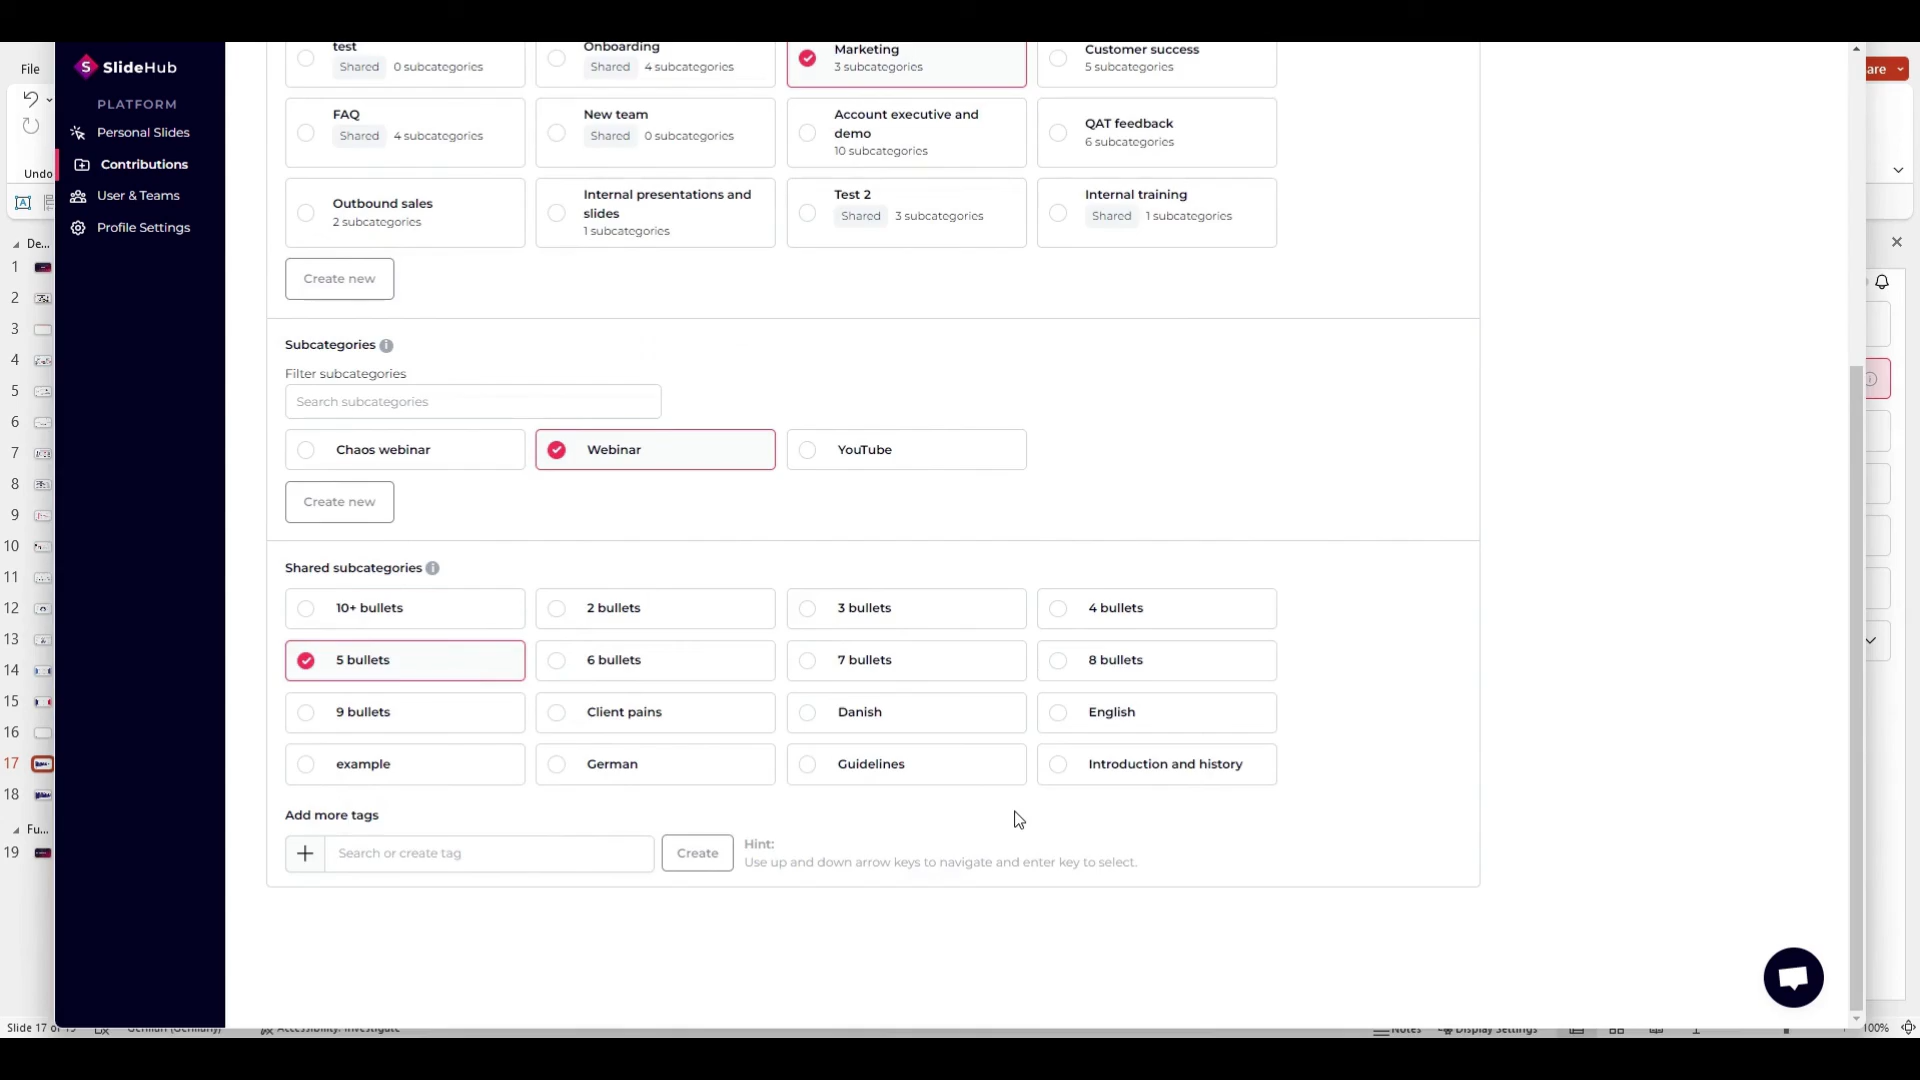 File
Undo
De...
1
2
3
4
5
6
7
8
9
10
11
12
13
14
15
16
17
18
Fu...
19
S SlideHub
PLATFORM
Personal Slides
Contributions
User & Teams
Profile Settings
test
Shared 0 subcategories
Onboarding
Shared 4 subcategories
Marketing
3 subcategories
Customer success
5 subcategories
FAQ
Shared 4 subcategories
New team
Shared 0 subcategories
Account executive and
demo
10 subcategories
QAT feedback
6 subcategories
Outbound sales
2 subcategories
Internal presentations and
slides
1 subcategories
Test 2
Shared 3 subcategories
Internal training
Shared 1 subcategories
Create new
Subcategories
Filter subcategories
Search subcategories
Chaos webinar
Webinar
YouTube
Create new
Shared subcategories
10+ bullets
2 bullets
3 bullets
4 bullets
5 bullets
6 bullets
7 bullets
8 bullets
9 bullets
Client pains
Danish
English
example
German
Guidelines
Introduction and history
Add more tags
+ Search or create tag
Create
Hint:
Use up and down arrow keys to navigate and enter key to select.
are
Slide 17 of 19
German (Germany)
Accessibility: Investigate
Notes
Display Settings
100%